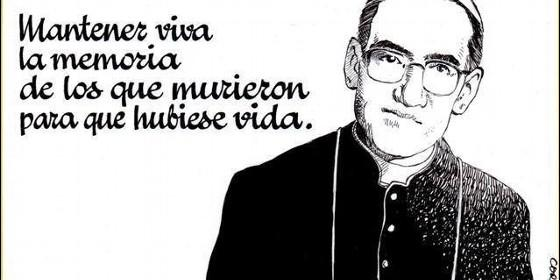 Mantener viva
la memoria
de los que murieron
para que hubiese vida.